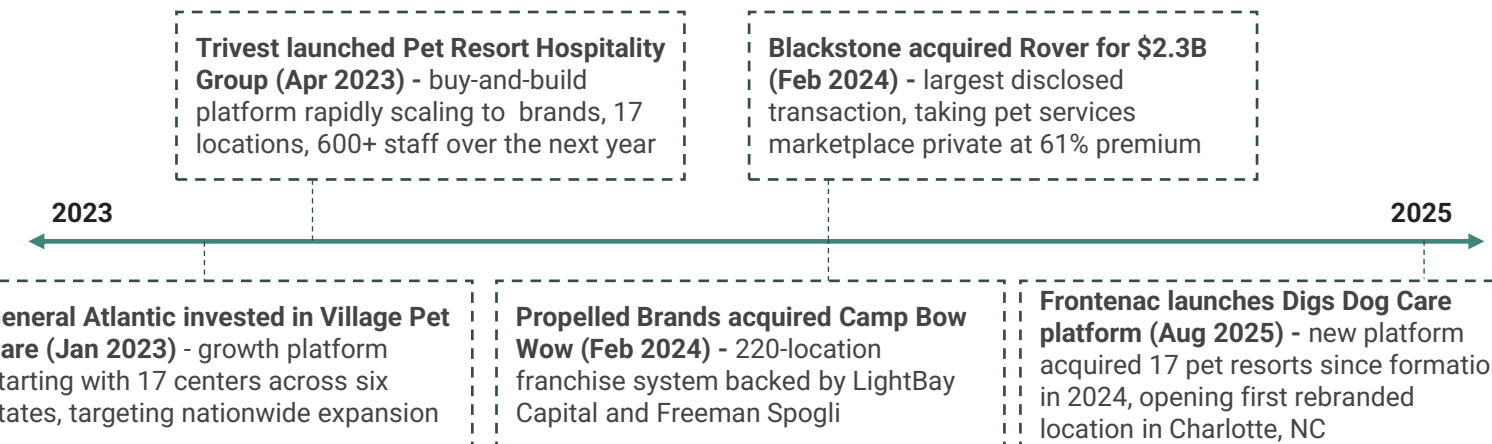 Trivest launched Pet Resort Hospitality
Group (Apr 2023) - buy-and-build
platform rapidly scaling to brands, 17
locations, 600+ staff over the next year
Blackstone acquired Rover for $2.3B
(Feb 2024) - largest disclosed
transaction, taking pet services
marketplace private at 61% premium
2023
2025
eneral Atlantic invested in Village Pet
are (Jan 2023) - growth platform
tarting with 17 centers across six
tates, targeting nationwide expansion
Propelled Brands acquired Camp Bow
Wow (Feb 2024) - 220-location
franchise system backed by LightBay
Capital and Freeman Spogli
Frontenac launches Digs Dog Care
platform (Aug 2025) - new platform
acquired 17 pet resorts since formatio
in 2024, opening first rebranded
location in Charlotte, NC